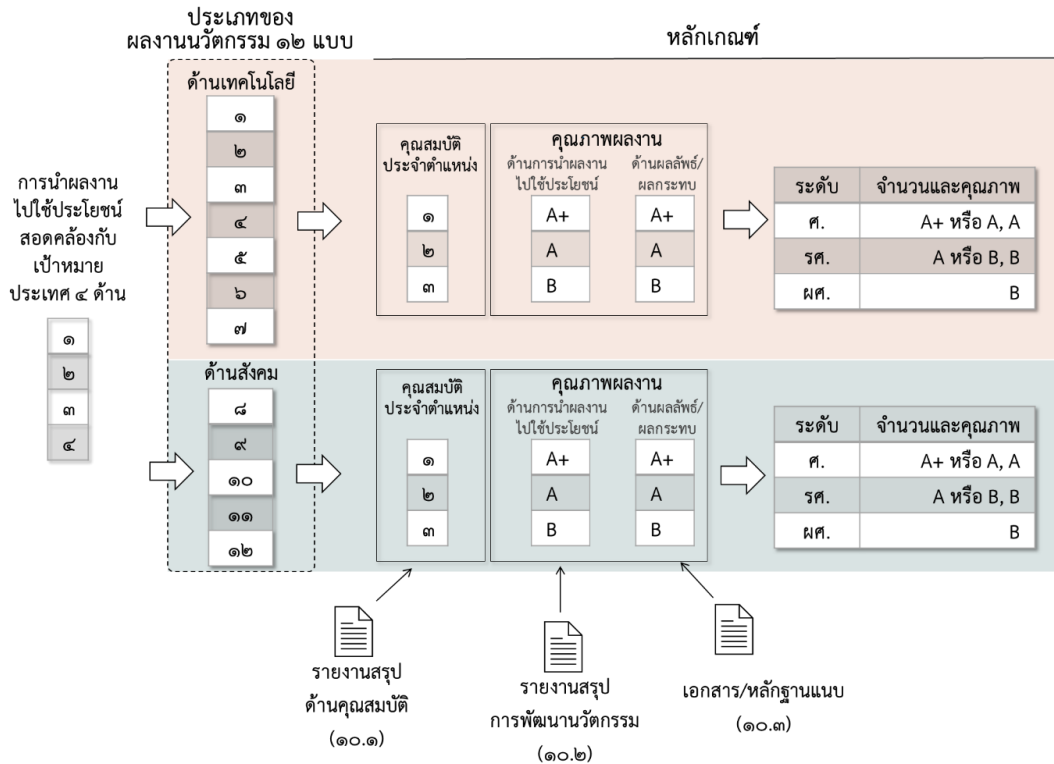 ประเภทของ
ผลงานนวัตกรรม ๑๒ แบบ
หลักเกณฑ์
การนำผลงาน
ไปใช้ประโยชน์
สอดคล้องกับ
เป้าหมาย
ประเทศ ๔ ด้าน
๑
๒
๓
๔
ด้านเทคโนโลยี
๑
๒
๓
๔
๕
๖
๗
คุณสมบัติ
ประจำตำแหน่ง
๑
๒
๓
คุณภาพผลงาน
ด้านการนำผลงาน
ไปใช้ประโยชน์
A+
A
B
ด้านผลลัพธ์/
ผลกระทบ
A+
A
B
ระดับ จำนวนและคุณภาพ
ศ. A+ หรือ A, A
รศ. A หรือ B, B
ผศ. B
ด้านสังคม
๘
๙
๑๐
๑๑
๑๒
คุณสมบัติ
ประจำตำแหน่ง
๑
๒
๓
คุณภาพผลงาน
ด้านการนำผลงาน
ไปใช้ประโยชน์
A+
A
B
ด้านผลลัพธ์/
ผลกระทบ
A+
A
B
ระดับ จำนวนและคุณภาพ
ศ. A+ หรือ A, A
รศ. A หรือ B, B
ผศ. B
รายงานสรุป
ด้านคุณสมบัติ
(๑๐.๑)
รายงานสรุป
การพัฒนานวัตกรรม
(๑๐.๒)
เอกสาร/หลักฐานแนบ
(๑๐.๓)